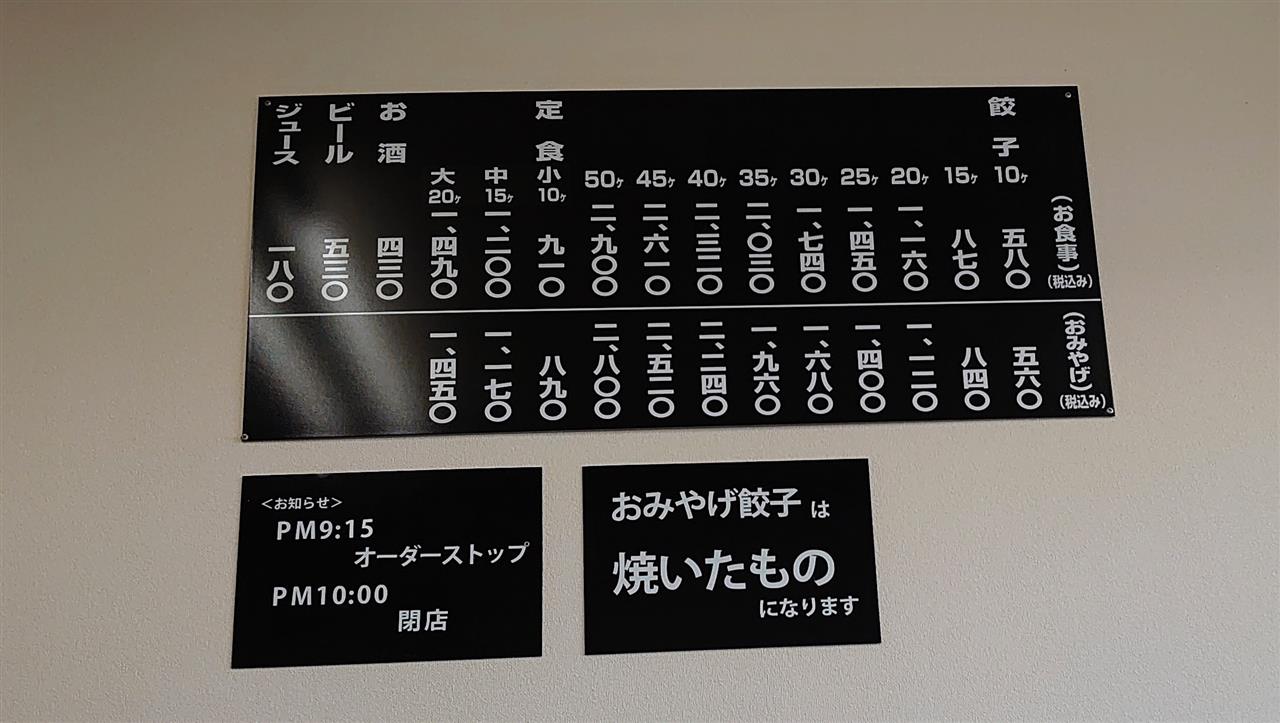 (お食事)(税込み)
(おみやげ)(税込み)
餃子 10ヶ 五八〇 五六〇
15ヶ 八七〇 八四〇
20ヶ 一、一六〇 一、一二〇
25ヶ 一、四五〇 一、四〇〇
30ヶ 一、七四〇 一、六八〇
35ヶ 二、〇三〇 一、九六〇
40ヶ 二、三二〇 二、二四〇
45ヶ 二、六一〇 二、五二〇
50ヶ 二、九〇〇 二、八〇〇
定食 小10ヶ 九一〇 八九〇
中15ヶ 一、二〇〇 一、一七〇
大20ヶ 一、四九〇 一、四五〇
お酒 四三〇
ビール 五三〇
ジュース 一八〇
<お知らせ>
PM9:15
オーダーストップ
PM10:00
閉店
おみやげ餃子は
焼いたもの
になります